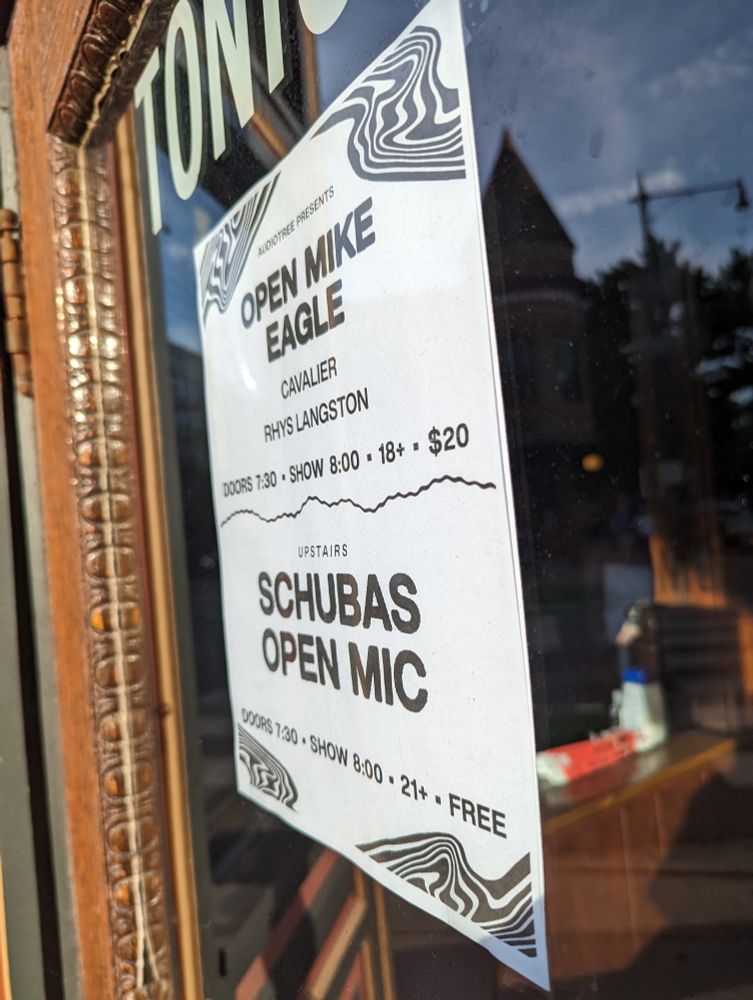 AUDIOTREE PRESENTS
OPEN MIKE
EAGLE
CAVALIER
RHYS LANGSTON
DOORS 7:30 ▪ SHOW 8:00 ▪ 18+ ▪ $20
UPSTAIRS
SCHUBAS
OPEN MIC
DOORS 7:30 ▪ SHOW 8:00 ▪ 21+ ▪ FREE